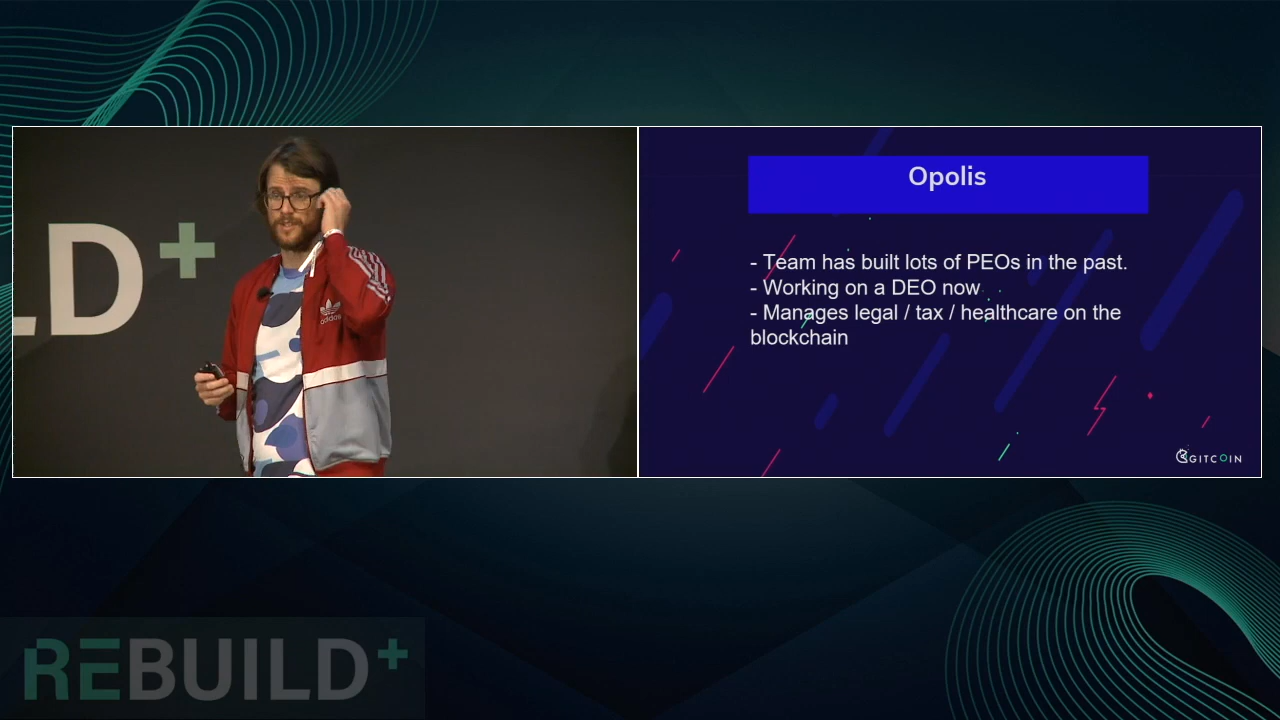 LD+
adidas
Opolis
- Team has built lots of PEOs in the past.
- Working on a DEO now
- Manages legal / tax / healthcare on the
blockchain
GITCOIN
REBUILD+